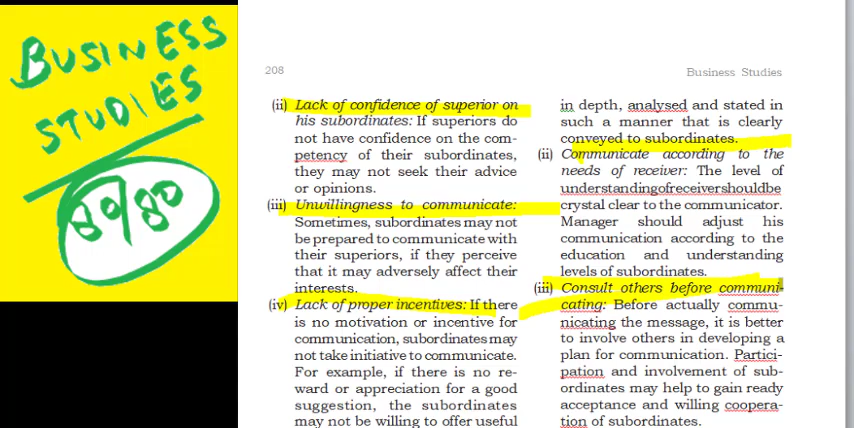 BUSINESS
STUDIES
80/80
208
Business Studies
(ii) Lack of confidence of superior on
his subordinates: If superiors do
not have confidence on the com-
petency of their subordinates,
they may not seek their advice
or opinions.
(iii) Unwillingness to communicate:
Sometimes, subordinates may not
be prepared to communicate with
their superiors, if they perceive
that it may adversely affect their
interests.
(iv) Lack of proper incentives: If there
is no motivation or incentive for
communication, subordinates may
not take initiative to communicate.
For example, if there is no re-
ward or appreciation for a good
suggestion, the subordinates
may not be willing to offer useful
in depth, analysed and stated in
such a manner that is clearly
conveyed to subordinates.
(ii) Communicate according to the
needs of receiver: The level of
understandingofreceivershouldbe
crystal clear to the communicator.
Manager should adjust his
communication according to the
education and understanding
levels of subordinates.
(iii) Consult others before communi-
cating: Before actually commu-
nicating the message, it is better
to involve others in developing a
plan for communication. Partici-
pation and involvement of sub-
ordinates may help to gain ready
acceptance and willing coopera-
tion of subordinates.